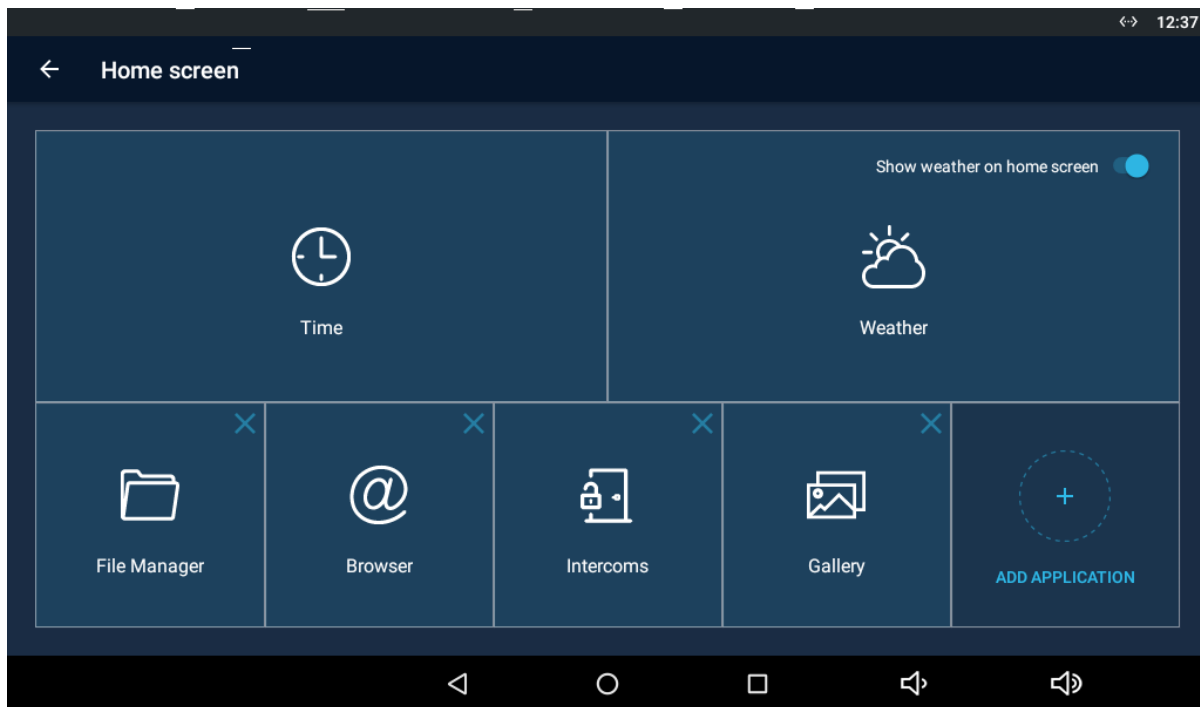 12:37
Home screen
Show weather on home screen
Time
Weather
File Manager
Browser
Intercoms
Gallery
ADD APPLICATION